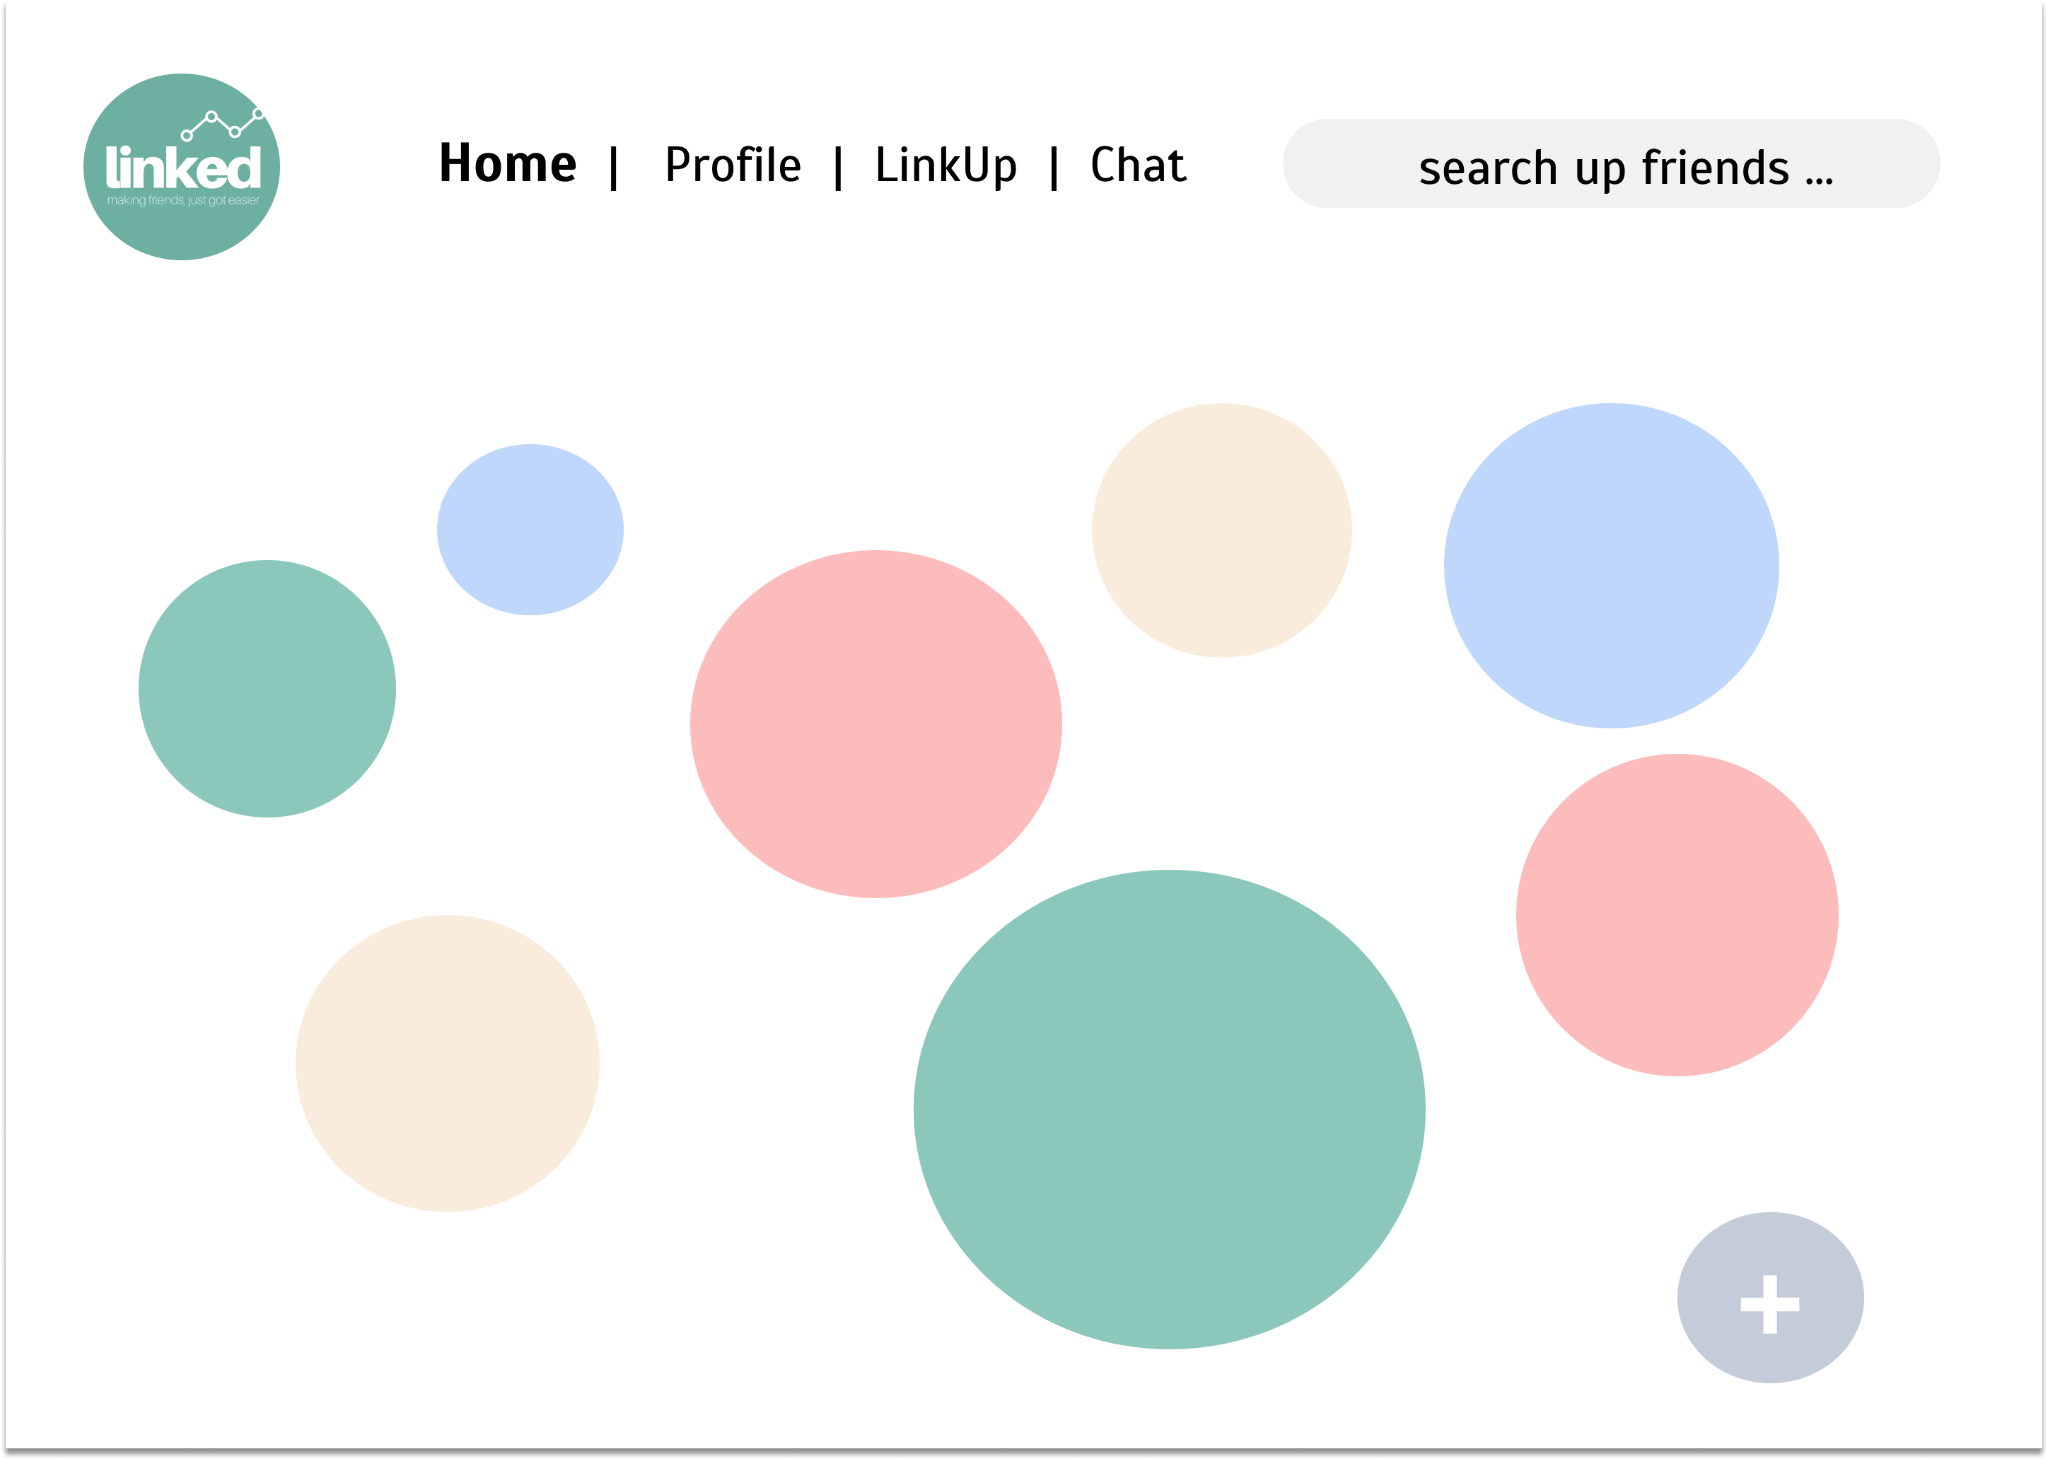 linked
making friends, just got easier
Home | Profile | LinkUp | Chat
search up friends ...
+